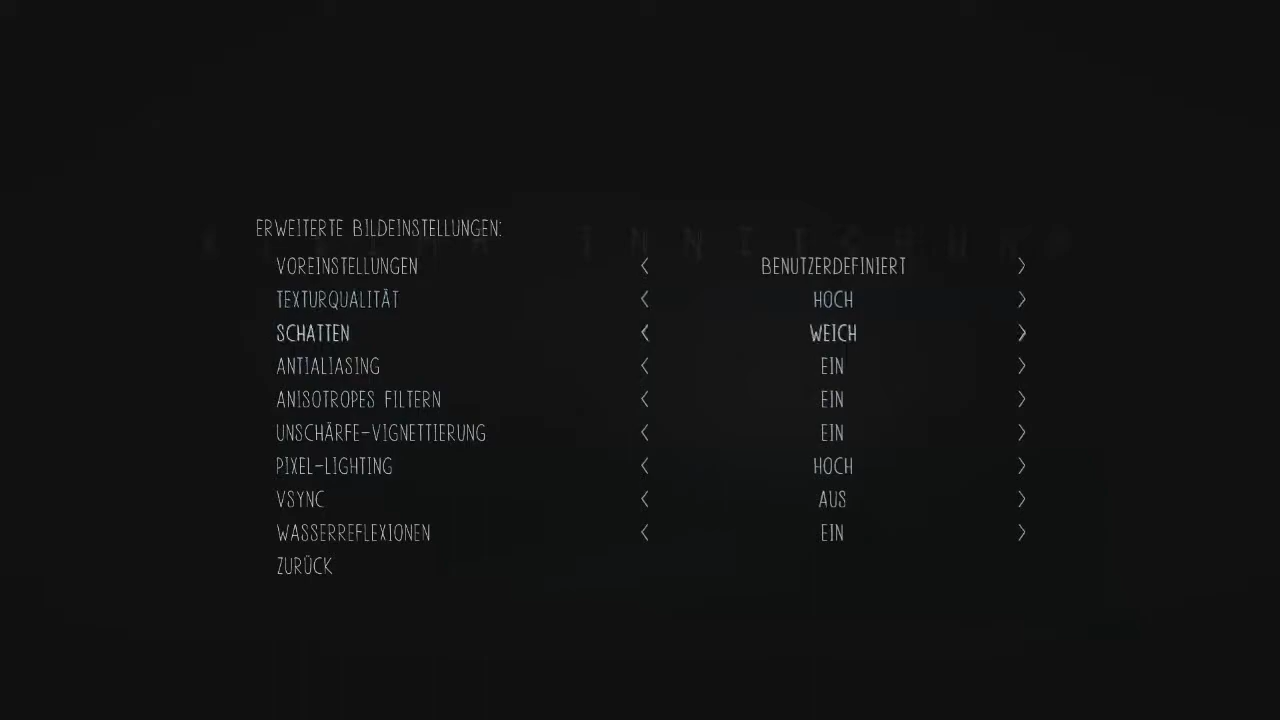 ERWEITERTE BILDEINSTELLUNGEN:
VOREINSTELLUNGEN < BENUTZERDEFINIERT >
TEXTURQUALITÄT < HOCH >
SCHATTEN < WEICH >
ANTIALIASING < EIN >
ANISOTROPES FILTERN < EIN >
UNSCHÄRFE-VIGNETTIERUNG < EIN >
PIXEL-LIGHTING < HOCH >
VSYNC < AUS >
WASSERREFLEXIONEN < EIN >
ZURÜCK